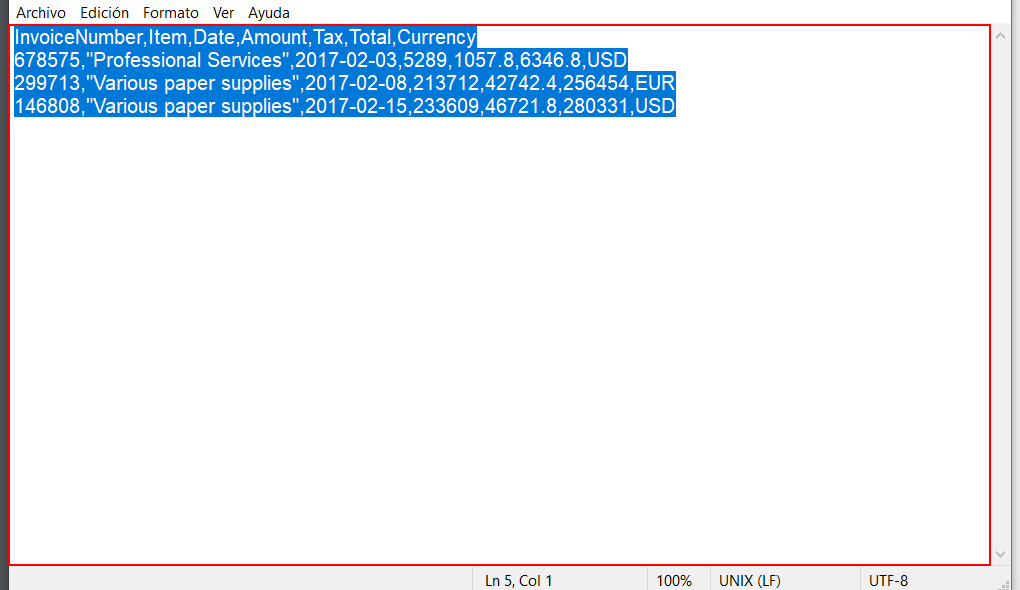 Archivo Edición Formato Ver Ayuda
InvoiceNumber,Item,Date,Amount,Tax,Total,Currency
678575,"Professional Services",2017-02-03,5289,1057.8,6346.8,USD
299713,"Various paper supplies",2017-02-08,213712,42742.4,256454,EUR
146808,"Various paper supplies",2017-02-15,233609,46721.8,280331,USD
Ln 5, Col 1 100% UNIX (LF) UTF-8